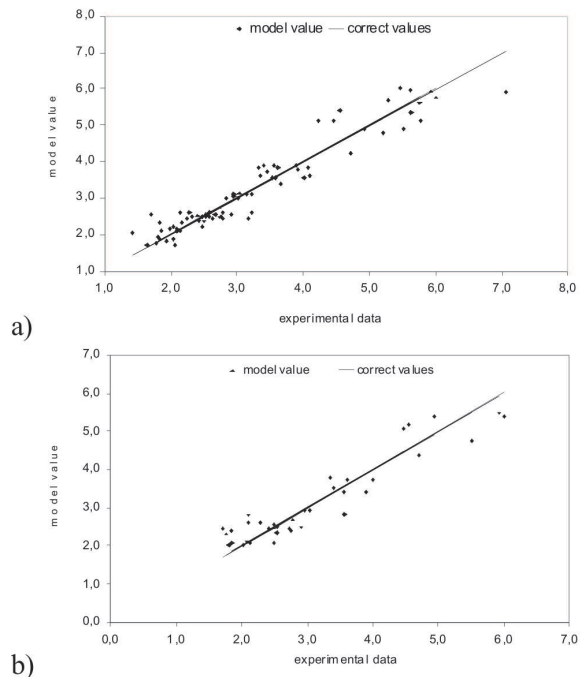 8,0
model value correct values
7,0
6,0
5,0
4,0
3,0
2,0
1,0
model value
1,0 2,0 3,0 4,0 5,0 6,0 7,0 8,0
experimental data
a)
7,0
model value correct values
6,0
5,0
4,0
3,0
2,0
1,0
0,0
model value
0,0 1,0 2,0 3,0 4,0 5,0 6,0 7,0
experimental data
b)